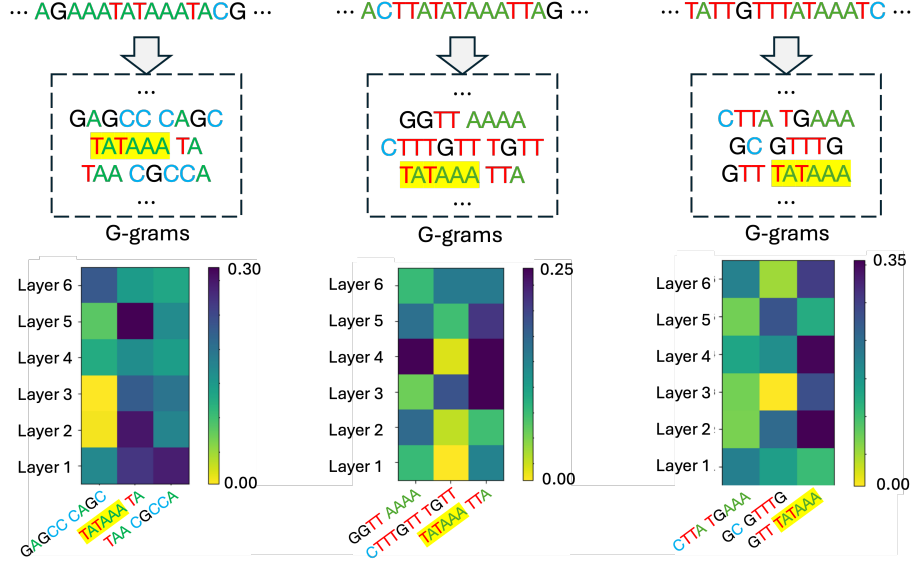 ... AGAAATATAAATACG ...
... ACTTATATAAATTAG ...
... TATTGTTTATAAATC ...
...
GAGCC CAGC
TATAAA TA
TAA CGCCA
...
G-grams
...
GGTT AAAA
CTTTGTT TGTT
TATAAA TTA
...
G-grams
...
CTTA TGAAA
GC GTTTG
GTT TATAAA
...
G-grams
Layer 6
Layer 5
Layer 4
Layer 3
Layer 2
Layer 1
0.30
0.00
GAGCC CAGC
TATAAA TA
TAA CGCCA
Layer 6
Layer 5
Layer 4
Layer 3
Layer 2
Layer 1
0.25
0.00
GGTT AAAA
CTTTGTT TGTT
TATAAA TTA
Layer 6
Layer 5
Layer 4
Layer 3
Layer 2
Layer 1
0.35
0.00
CTTA TGAAA
GC GTTTG
GTT TATAAA